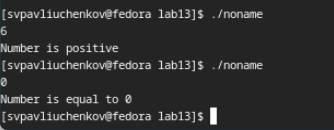 [svpavliuchenkov@fedora lab13]$ ./noname
6
Number is positive
[svpavliuchenkov@fedora lab13]$ ./noname
0
Number is equal to 0
[svpavliuchenkov@fedora lab13]$